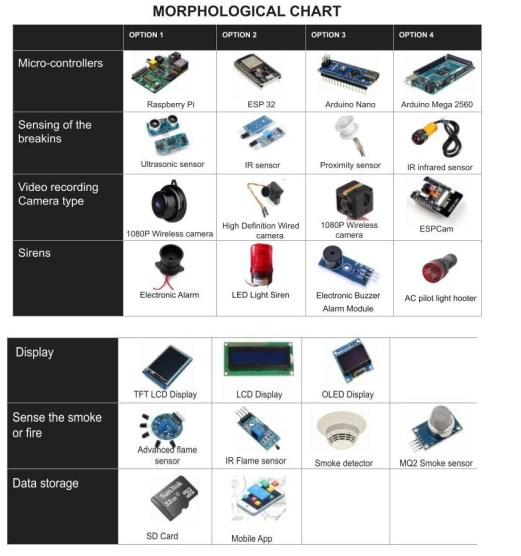 MORPHOLOGICAL CHART
OPTION 1
OPTION 2
OPTION 3
OPTION 4
Micro-controllers
Raspberry Pi
ESP 32
Arduino Nano
Arduino Mega 2560
Sensing of the
breakins
Ultrasonic sensor
IR sensor
Proximity sensor
IR infrared sensor
Video recording
Camera type
1080P Wireless camera
High Definition Wired
camera
1080P Wireless
camera
ESPCam
Sirens
Electronic Alarm
LED Light Siren
Electronic Buzzer
Alarm Module
AC pilot light hooter
Display
TFT LCD Display
LCD Display
OLED Display
Sense the smoke
or fire
Advanced flame
sensor
IR Flame sensor
Smoke detector
MQ2 Smoke sensor
Data storage
SanDisk
32GB
SD Card
Mobile App